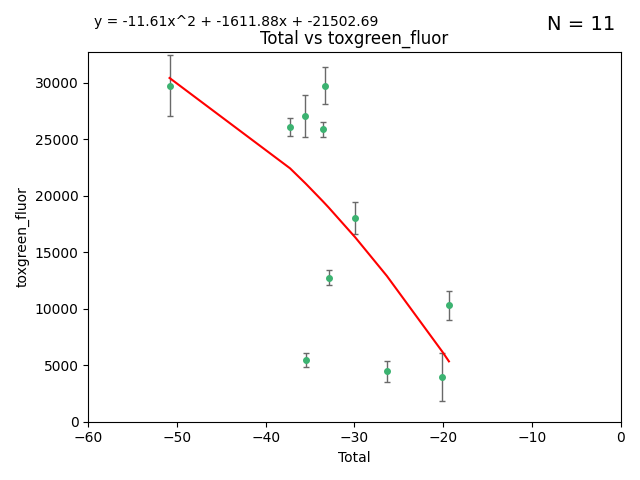 y = -11.61x^2 + -1611.88x + -21502.69
N = 11
Total vs toxgreen_fluor
30000
25000
20000
15000
10000
5000
0
toxgreen_fluor
−60 −50 −40 −30 −20 −10 0
Total